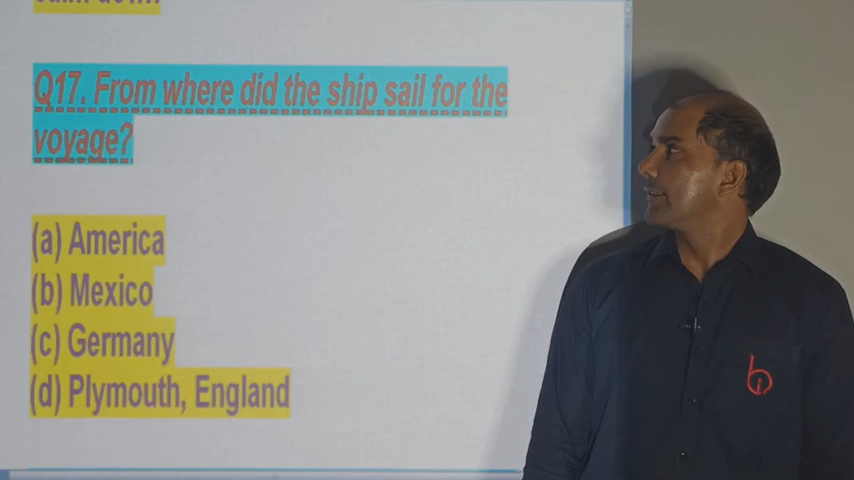 Q17. From where did the ship sail for the
voyage?
(a) America
(b) Mexico
(c) Germany
(d) Plymouth, England